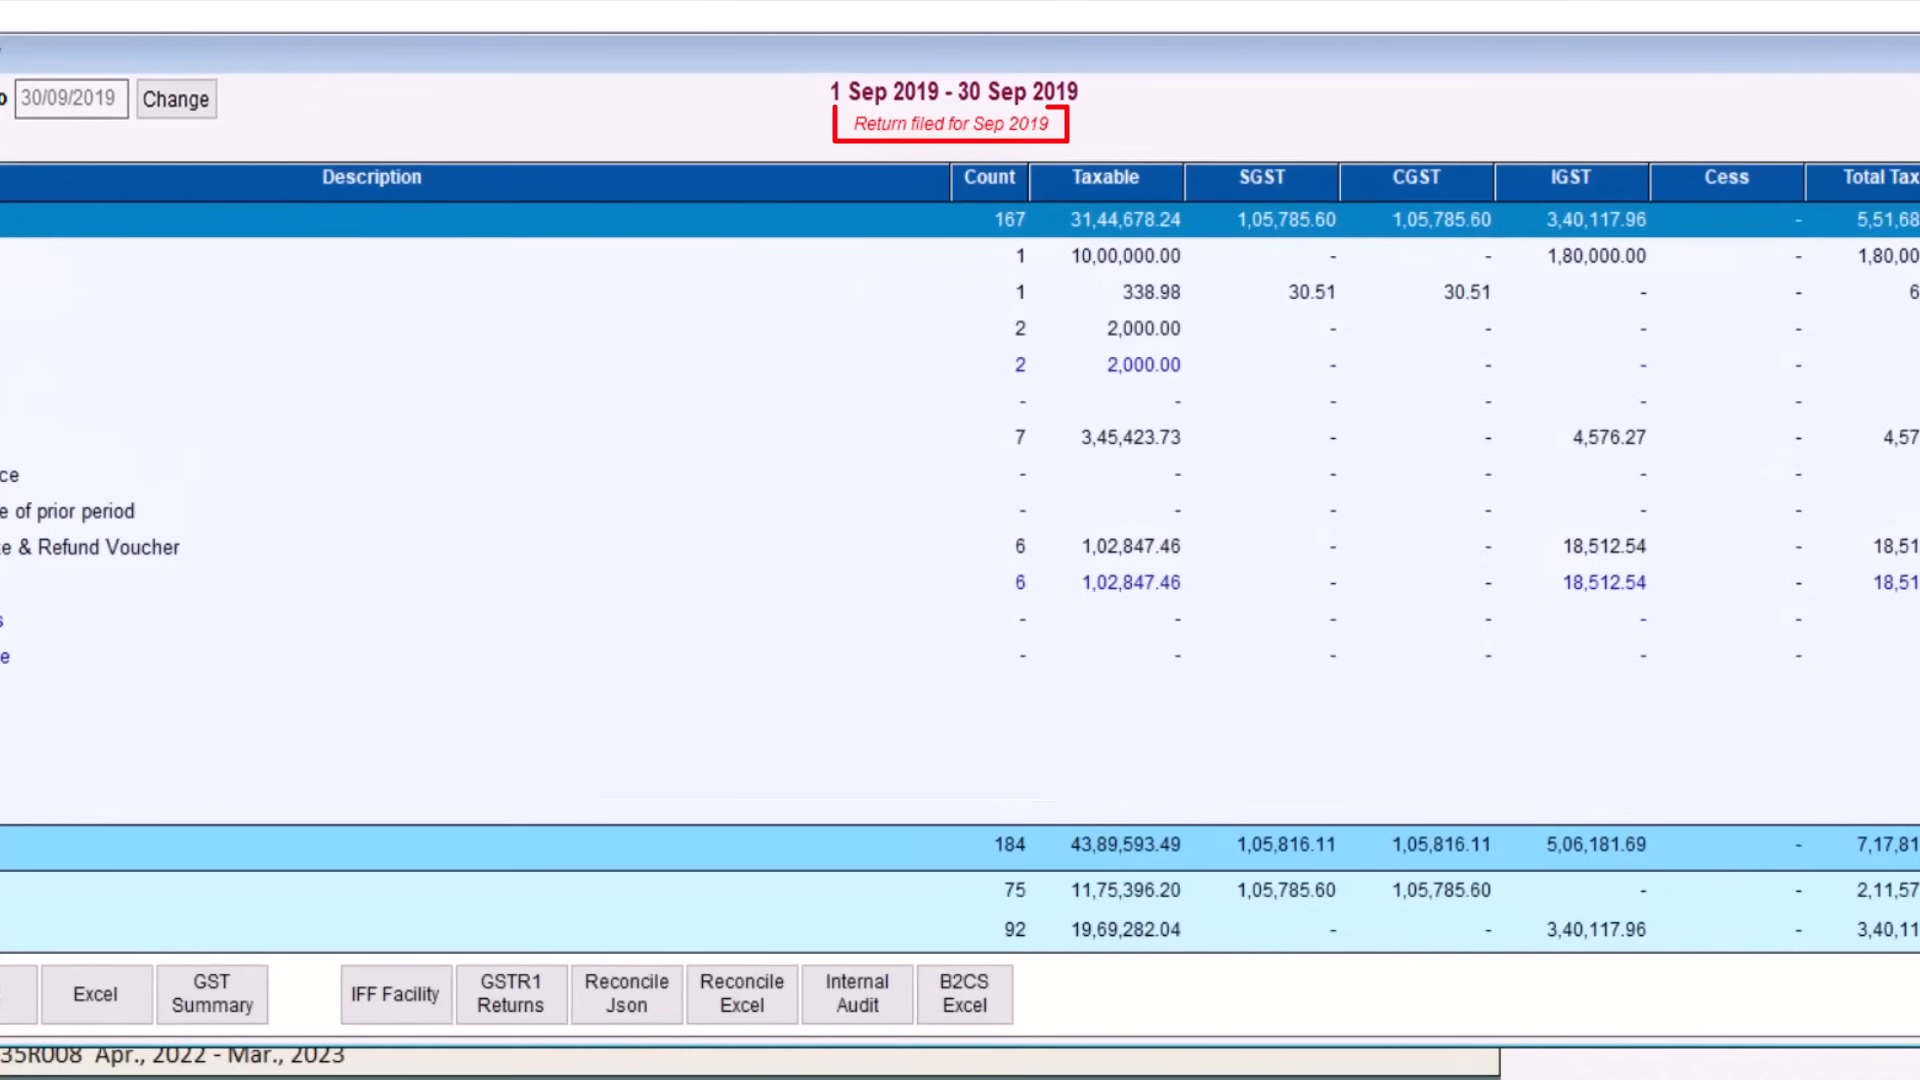 1 Sep 2019 - 30 Sep 2019
30/09/2019 Change
Return filed for Sep 2019
Description Count Taxable SGST CGST IGST Cess Total Tax
167 31,44,678.24 1,05,785.60 1,05,785.60 3,40,117.96 - 5,51,68
1 10,00,000.00 - - 1,80,000.00 - 1,80,00
1 338.98 30.51 30.51 - - 6
2 2,000.00 - - - -
2 2,000.00 - - - -
- - - - - -
7 3,45,423.73 - - 4,576.27 - 4,57
ce - - - - - -
e of prior period - - - - - -
e & Refund Voucher 6 1,02,847.46 - - 18,512.54 - 18,51
6 1,02,847.46 - - 18,512.54 - 18,51
s - - - - - -
e - - - - - -
184 43,89,593.49 1,05,816.11 1,05,816.11 5,06,181.69 - 7,17,81
75 11,75,396.20 1,05,785.60 1,05,785.60 - - 2,11,57
92 19,69,282.04 - - 3,40,117.96 - 3,40,11
Excel
GST
Summary
IFF Facility
GSTR1
Returns
Reconcile
Json
Reconcile
Excel
Internal
Audit
B2CS
Excel
35R008 Apr., 2022 - Mar., 2023